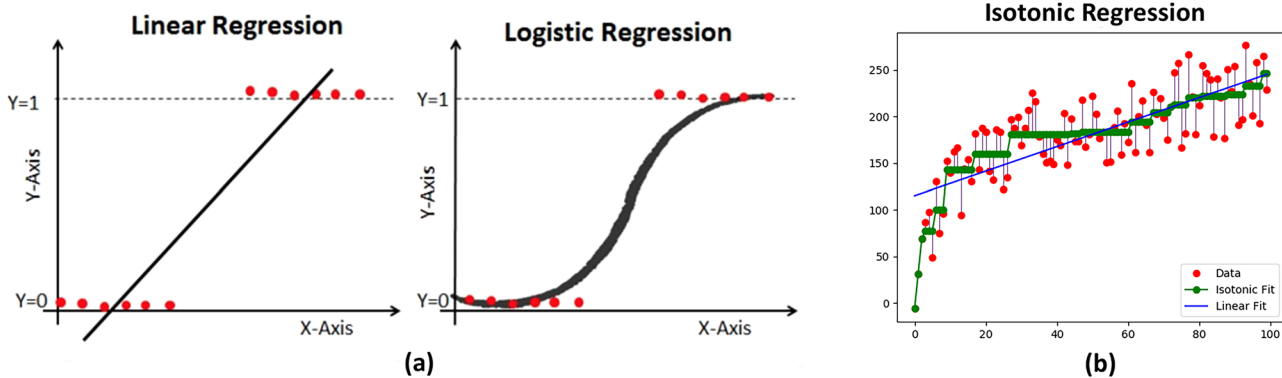 Linear Regression
Y=1
Y-Axis
Y=0
X-Axis
Logistic Regression
Y=1
Y-Axis
Y=0
X-Axis
(a)
Isotonic Regression
250
200
150
100
50
0
0 20 40 60 80 100
Data
Isotonic Fit
Linear Fit
(b)